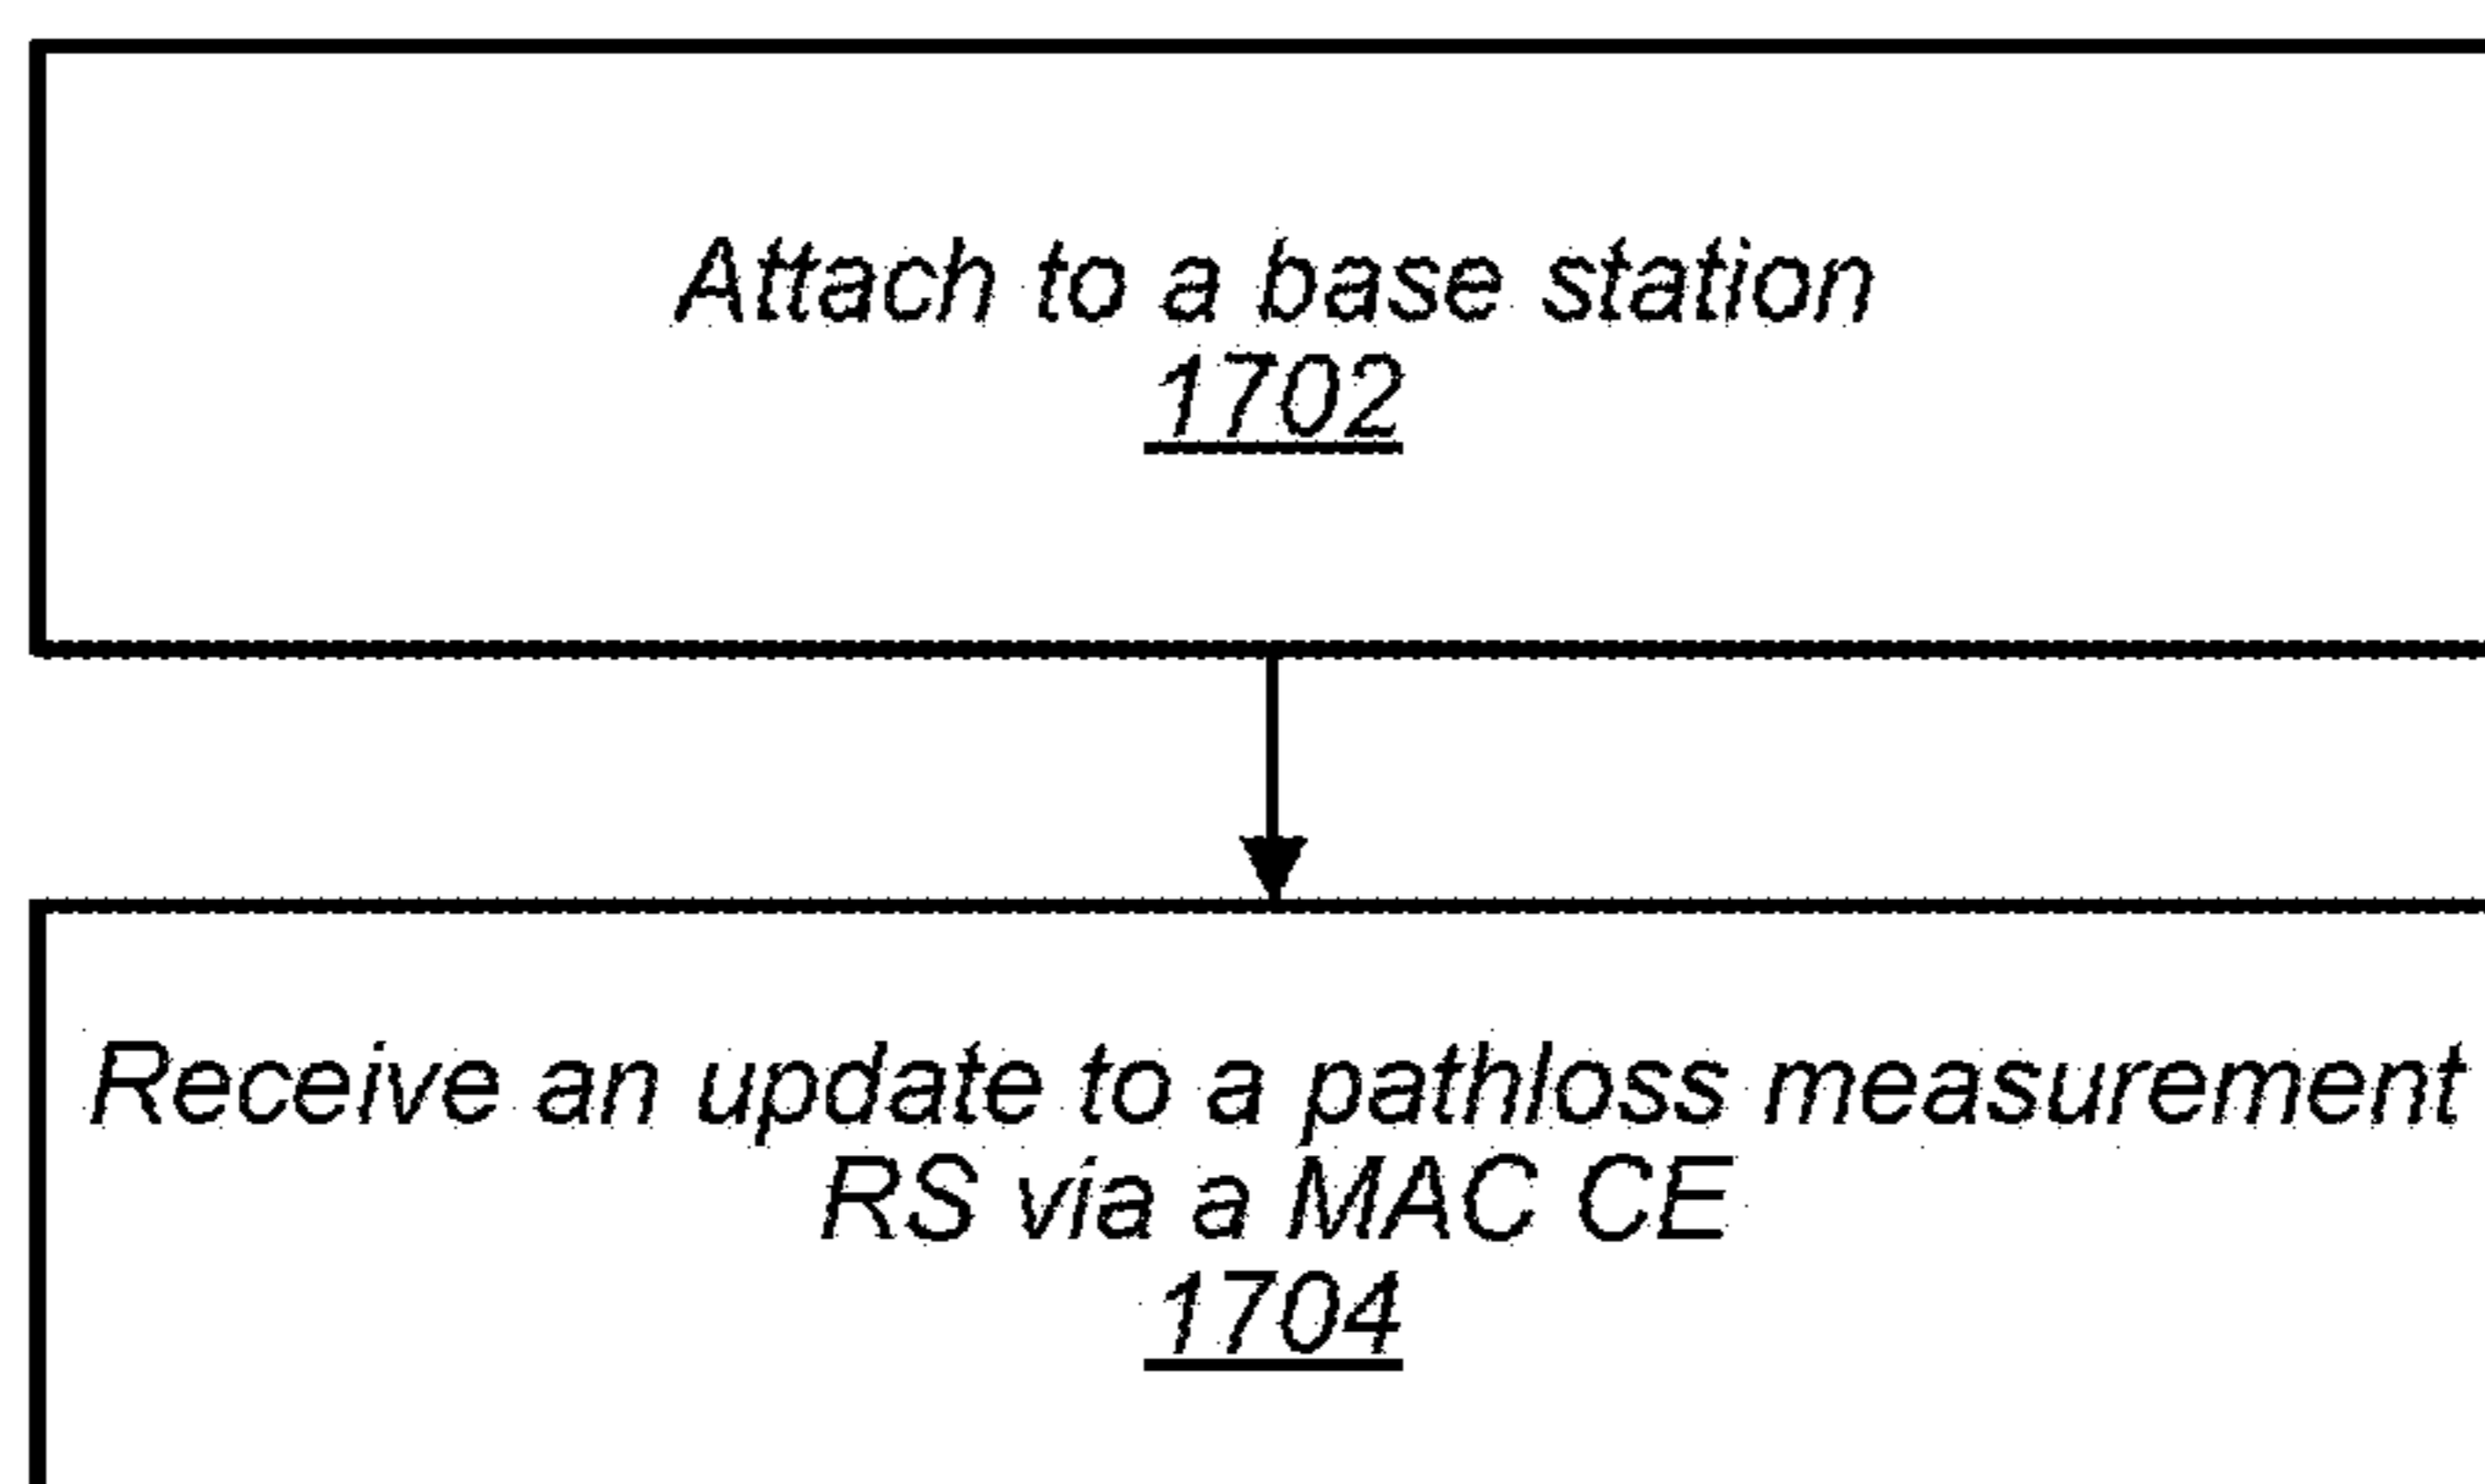 Attach to a base station
1702
Receive an update to a pathloss measurement
RS via a MAC CE
1704